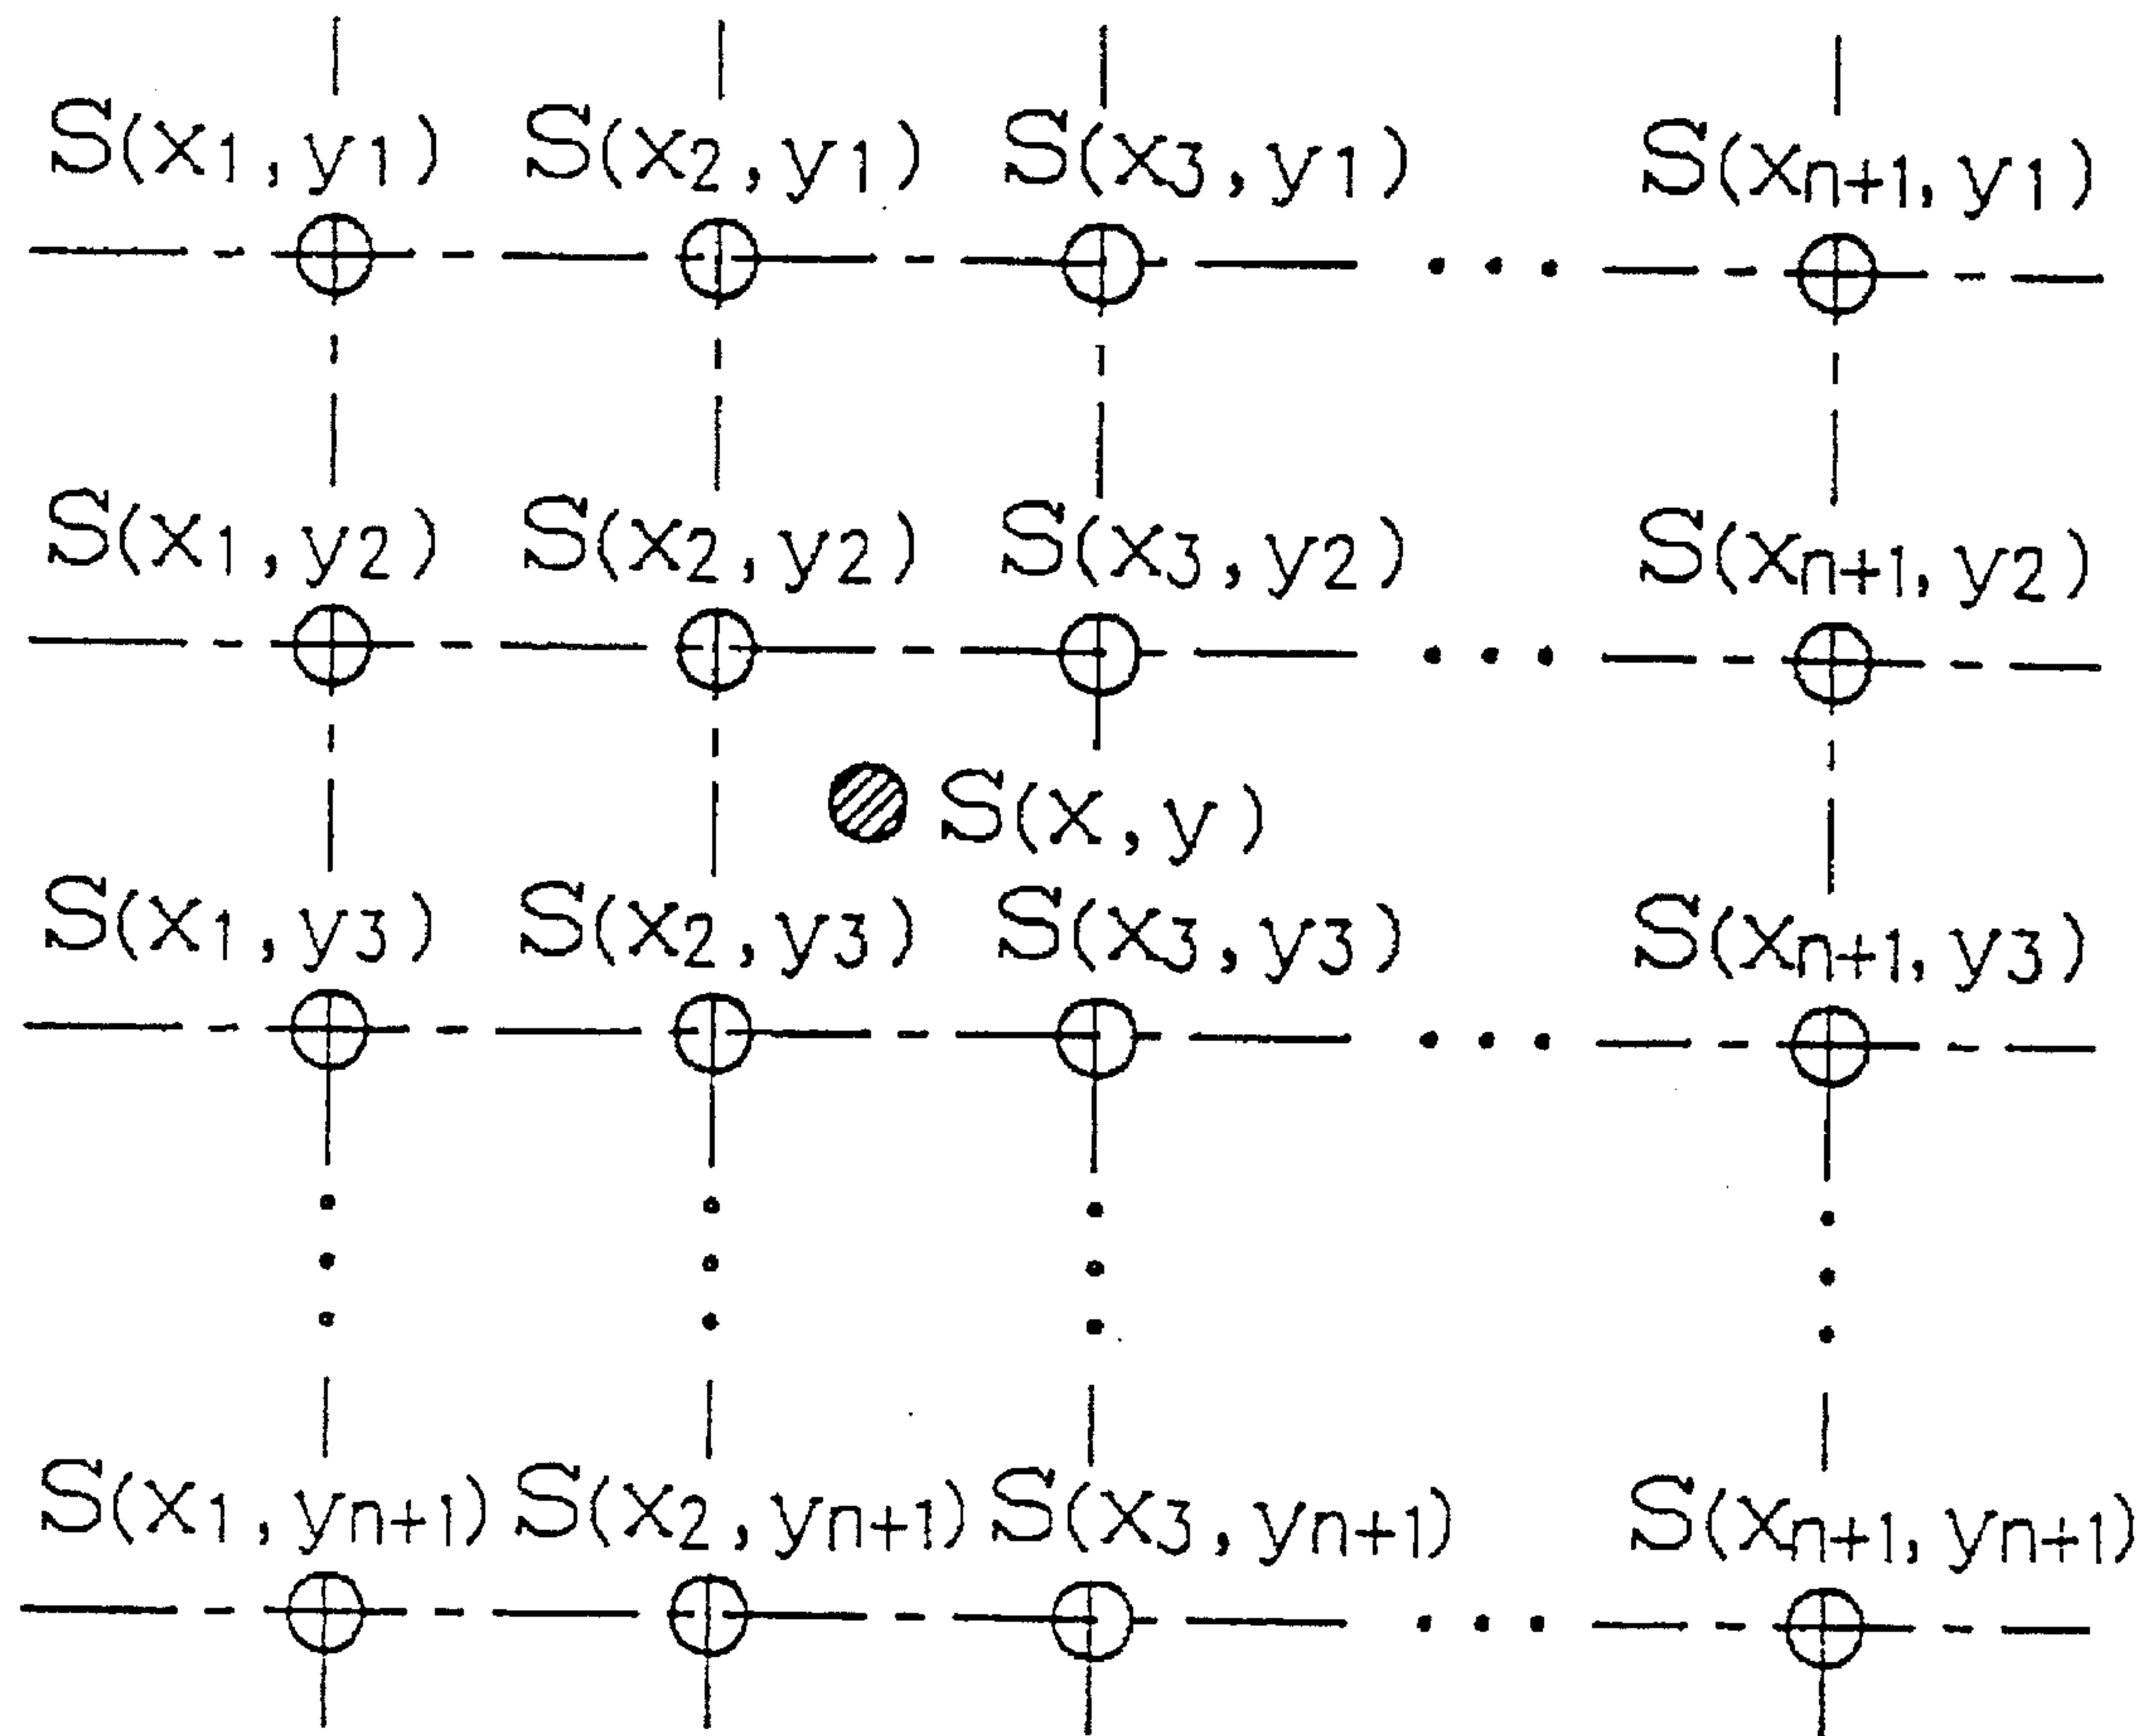 S(x1,y1) S(x2,y1) S(x3,y1) S(xn+1,y1)
S(x1,y2) S(x2,y2) S(x3,y2) S(xn+1,y2)
S(x,y)
S(x1,y3) S(x2,y3) S(x3,y3) S(xn+1,y3)
S(x1,yn+1) S(x2,yn+1) S(x3,yn+1) S(xn+1,yn+1)